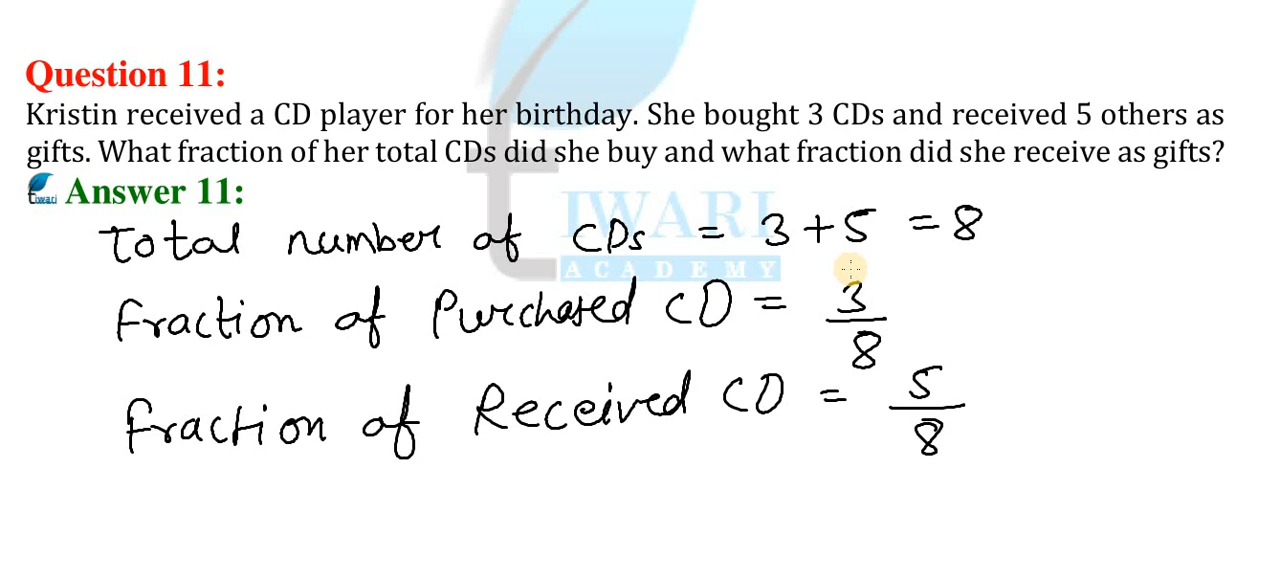 Question 11:
Kristin received a CD player for her birthday. She bought 3 CDs and received 5 others as
gifts. What fraction of her total CDs did she buy and what fraction did she receive as gifts?
tiwari Answer 11:
IWARI
Total number of CDs = 3+5 = 8
ACADEMY
Fraction of Purchased CD = 3/8
Fraction of Received CD = 5/8